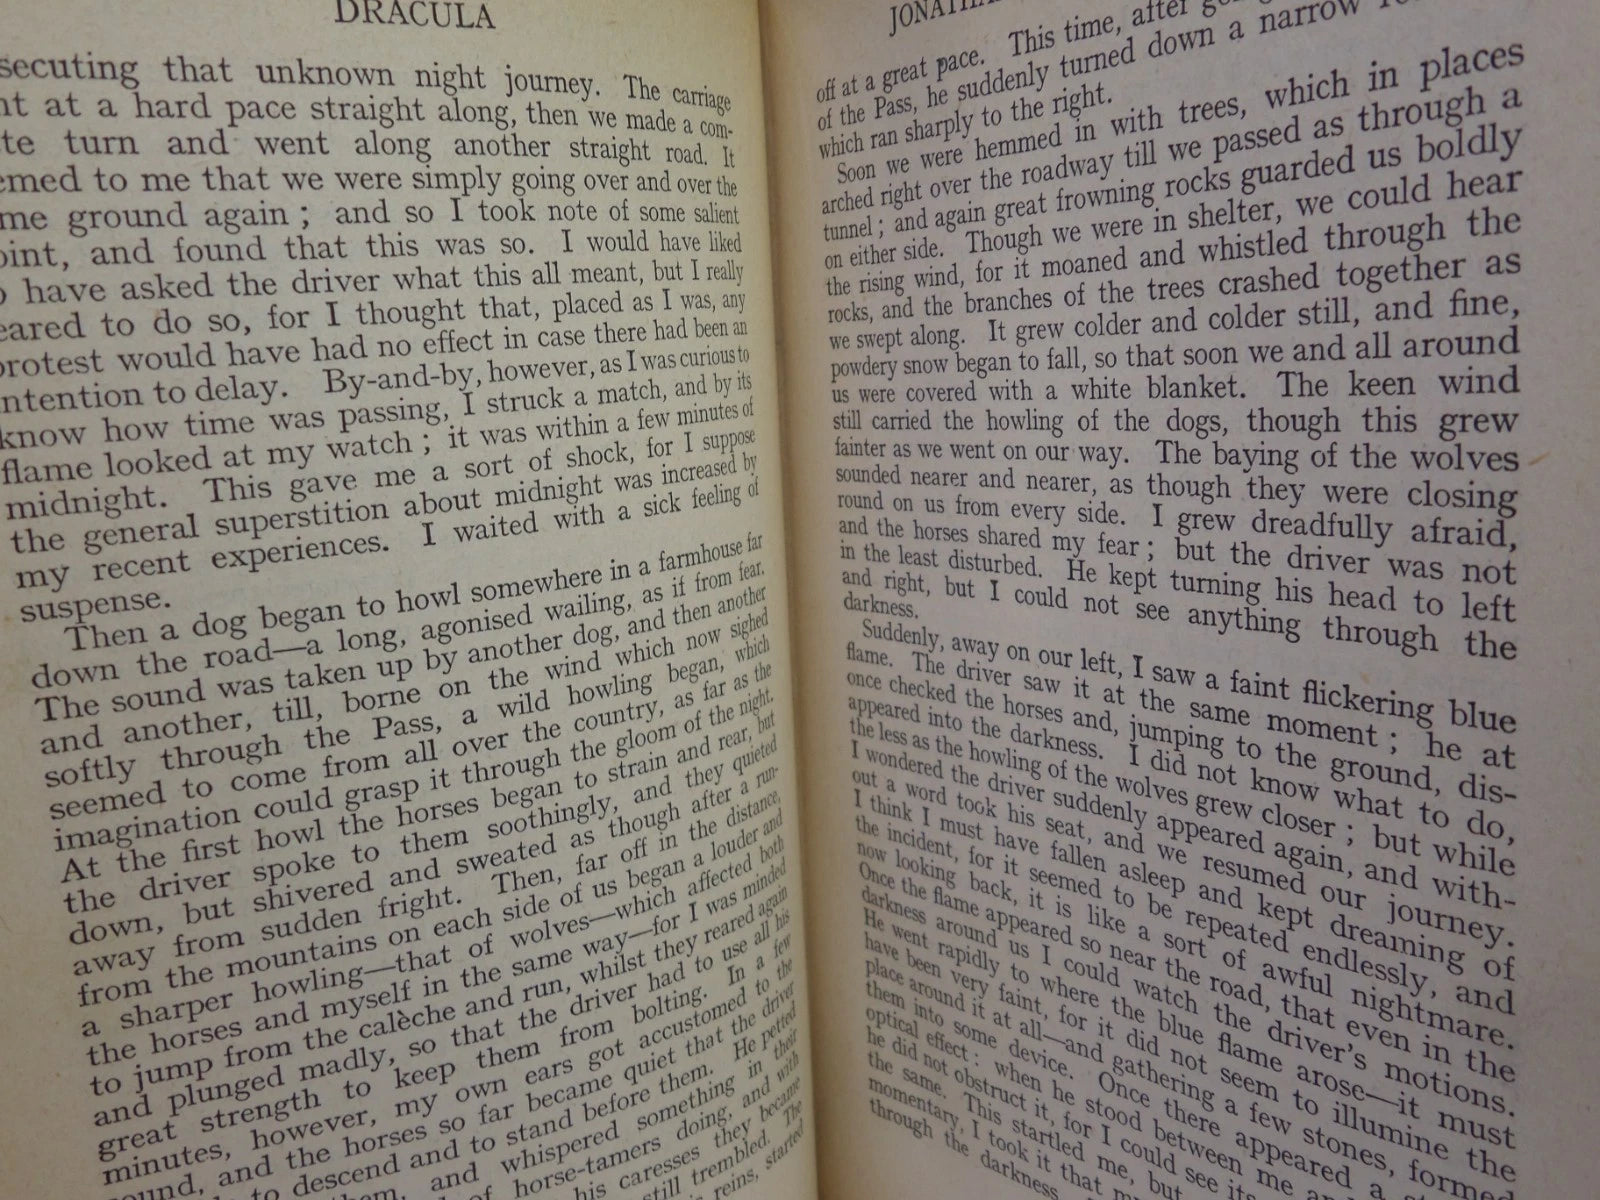 DRACULA
secuting that unknown night journey. The carriage
nt at a hard pace straight along, then we made a com-
te turn and went along another straight road. It
emed to me that we were simply going over and over the
me ground again ; and so I took note of some salient
oint, and found that this was so. I would have liked
o have asked the driver what this all meant, but I really
eared to do so, for I thought that, placed as I was, any
protest would have had no effect in case there had been an
intention to delay. By-and-by, however, as I was curious to
know how time was passing, I struck a match, and by its
flame looked at my watch ; it was within a few minutes of
midnight. This gave me a sort of shock, for I suppose
the general superstition about midnight was increased by
my recent experiences. I waited with a sick feeling of
suspense.
Then a dog began to howl somewhere in a farmhouse far
down the road—a long, agonised wailing, as if from fear.
The sound was taken up by another dog, and then another
and another, till, borne on the wind which now sighed
softly through the Pass, a wild howling began, which
seemed to come from all over the country, as far as the
imagination could grasp it through the gloom of the night.
At the first howl the horses began to strain and rear, but
the driver spoke to them soothingly, and they quieted
down, but shivered and sweated as though after a run-
away from sudden fright. Then, far off in the distance,
from the mountains on each side of us began a louder and
a sharper howling—that of wolves—which affected both
the horses and myself in the same way—for I was minded
to jump from the calèche and run, whilst they reared again
and plunged madly, so that the driver had to use all his
great strength to keep them from bolting. In a few
minutes, however, my own ears got accustomed to the
ound, and the horses so far became quiet that the driver
to descend and to stand before them. He petted
them, and whispered something in their
of horse-tamers doing, and with
his caresses they became
still trembled. The
reins, started
JONATHA
off at a great pace. This time, after
of the Pass, he suddenly turned down a narrow
which ran sharply to the right.
Soon we were hemmed in with trees, which in places
arched right over the roadway till we passed as through a
tunnel ; and again great frowning rocks guarded us boldly
on either side. Though we were in shelter, we could hear
the rising wind, for it moaned and whistled through the
rocks, and the branches of the trees crashed together as
we swept along. It grew colder and colder still, and fine,
powdery snow began to fall, so that soon we and all around
us were covered with a white blanket. The keen wind
still carried the howling of the dogs, though this grew
fainter as we went on our way. The baying of the wolves
sounded nearer and nearer, as though they were closing
round on us from every side. I grew dreadfully afraid,
and the horses shared my fear ; but the driver was not
in the least disturbed. He kept turning his head to left
and right, but I could not see anything through the
darkness.
Suddenly, away on our left, I saw a faint flickering blue
flame. The driver saw it at the same moment ; he at
once checked the horses and, jumping to the ground, dis-
appeared into the darkness. I did not know what to do,
the less as the howling of the wolves grew closer ; but while
I wondered the driver suddenly appeared again, and with-
out a word took his seat, and we resumed our journey.
I think I must have fallen asleep and kept dreaming of
the incident, for it seemed to be repeated endlessly, and
now looking back, it is like a sort of awful nightmare.
Once the flame appeared so near the road, that even in the
darkness around us I could watch the driver's motions.
He went rapidly to where the blue flame arose—it must
have been very faint, for it did not seem to illumine the
place around it at all—and gathering a few stones, formed
them into some device. Once there appeared a
optical effect: when he stood between me
he did not obstruct it, for I could see its
the same. This startled me, but
momentary, I took it that
through the darkness